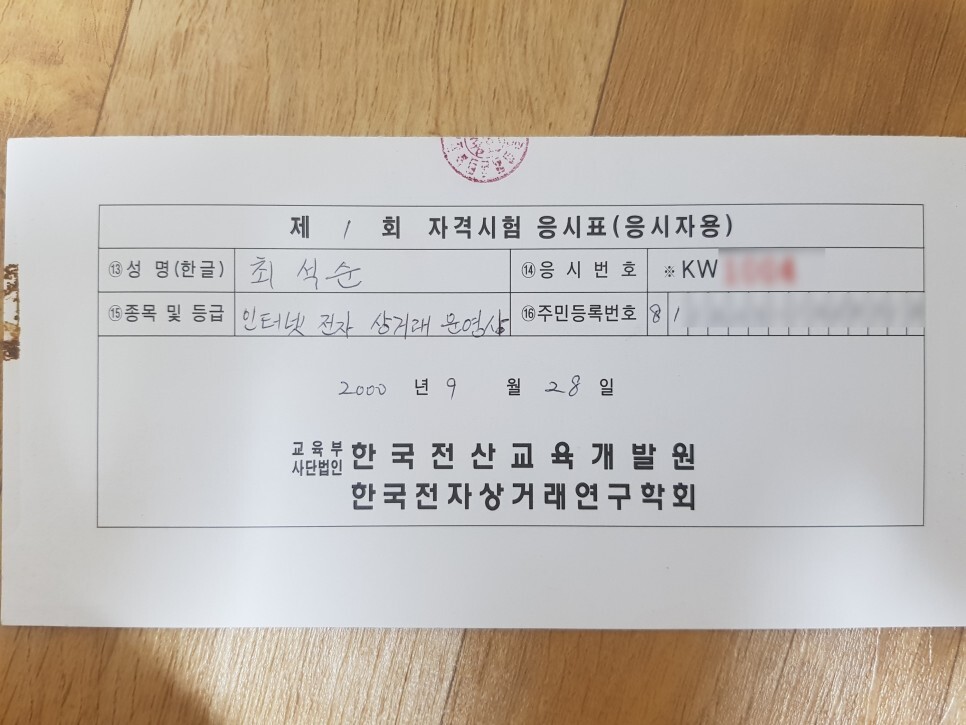 제 1 회 자격시험 응시표(응시자용)
⑬성 명(한글) 최석순 ⑭응 시 번 호 ※ KW
⑮종목 및 등급 인터넷 전자 상거래 무역상 ⑯주민등록번호 8 1
2000 년 9 월 28 일
교육부
사단법인
한국전산교육개발원
한국전자상거래연구학회